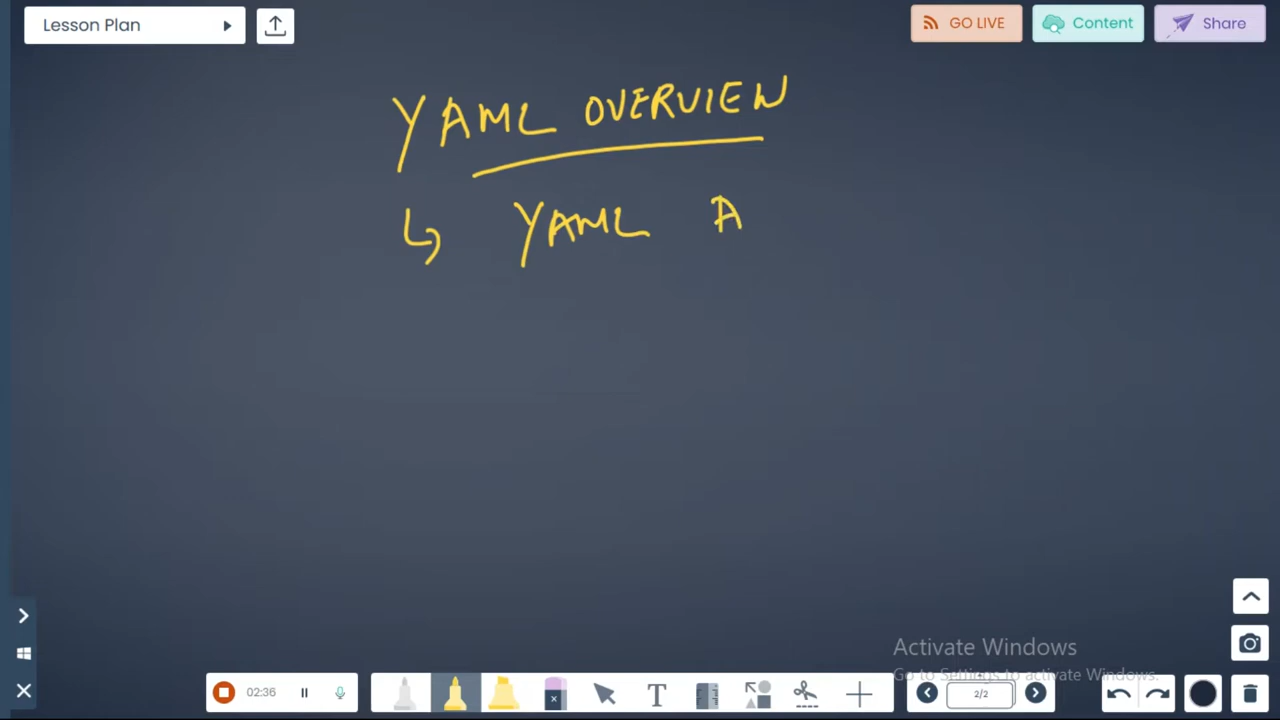 Lesson Plan
GO LIVE
Content
Share
YAML OVERVIEW
YAML A
Activate Windows
Go to Settings to activate Windows.
02:36
T
2/2